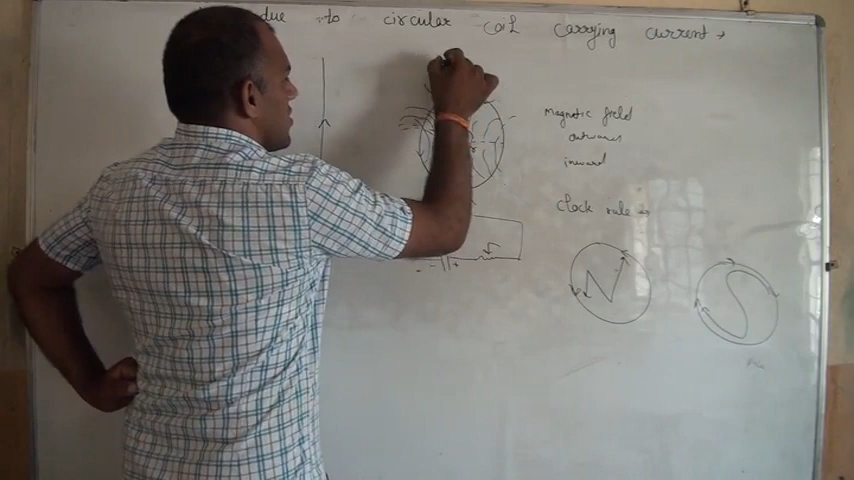 due to circular coil carrying current →
magnetic field
outwards
inward
clock rule →
r
- +
N
S